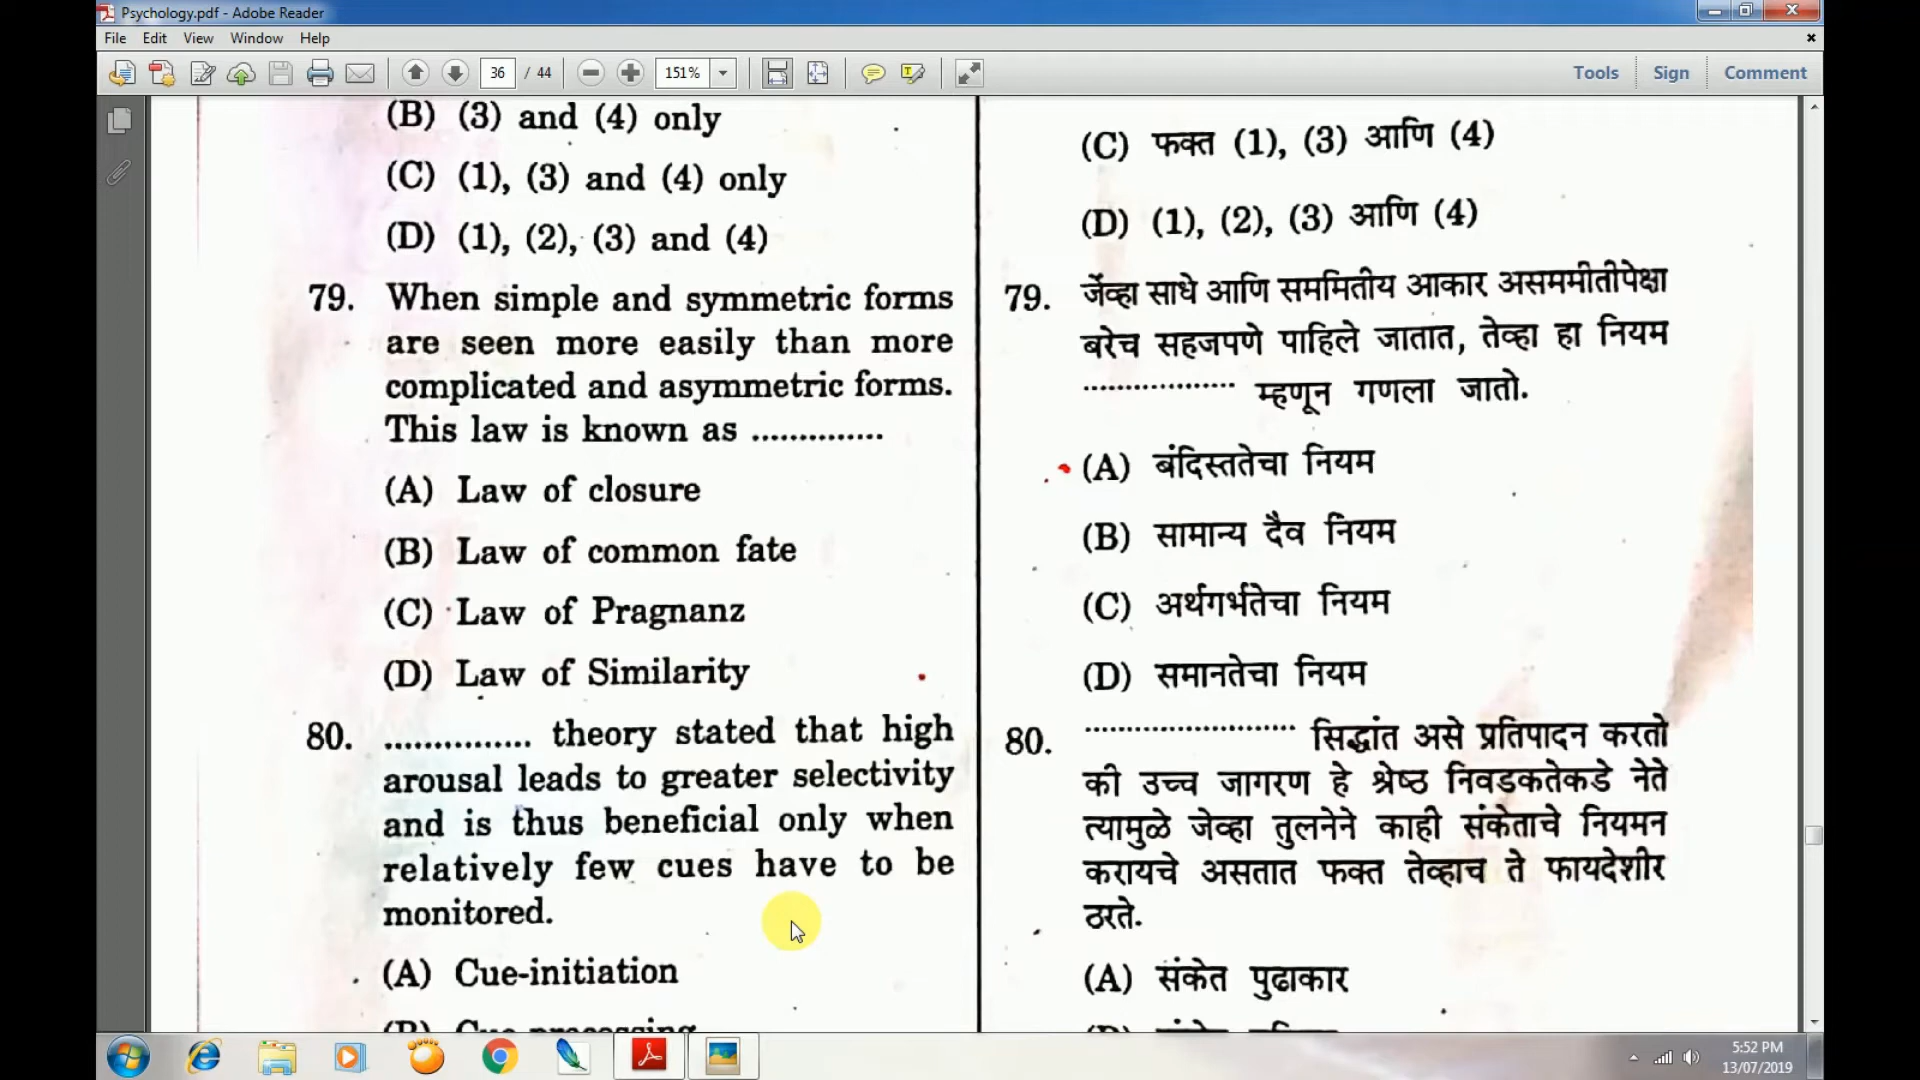 Psychology.pdf - Adobe Reader
File Edit View Window Help
36 / 44 151% Tools Sign Comment
(B) (3) and (4) only
(C) (1), (3) and (4) only
(D) (1), (2), (3) and (4)
79. When simple and symmetric forms
are seen more easily than more
complicated and asymmetric forms.
This law is known as ..............
(A) Law of closure
(B) Law of common fate
(C) Law of Pragnanz
(D) Law of Similarity
80. ............... theory stated that high
arousal leads to greater selectivity
and is thus beneficial only when
relatively few cues have to be
monitored.
(A) Cue-initiation
(B) Cue-processing
(C) फक्त (1), (3) आणि (4)
(D) (1), (2), (3) आणि (4)
79. जेंव्हा साधे आणि सममितीय आकार असममीतीपेक्षा
बरेच सहजपणे पाहिले जातात, तेव्हा हा नियम
.................. म्हणून गणला जातो.
(A) बंदिस्ततेचा नियम
(B) सामान्य दैव नियम
(C) अर्थगर्भतेचा नियम
(D) समानतेचा नियम
80. ....................... सिद्धांत असे प्रतिपादन करतो
की उच्च जागरण हे श्रेष्ठ निवडकतेकडे नेते
त्यामुळे जेव्हा तुलनेने काही संकेताचे नियमन
करायचे असतात फक्त तेव्हाच ते फायदेशीर
ठरते.
(A) संकेत पुढाकार
5:52 PM
13/07/2019